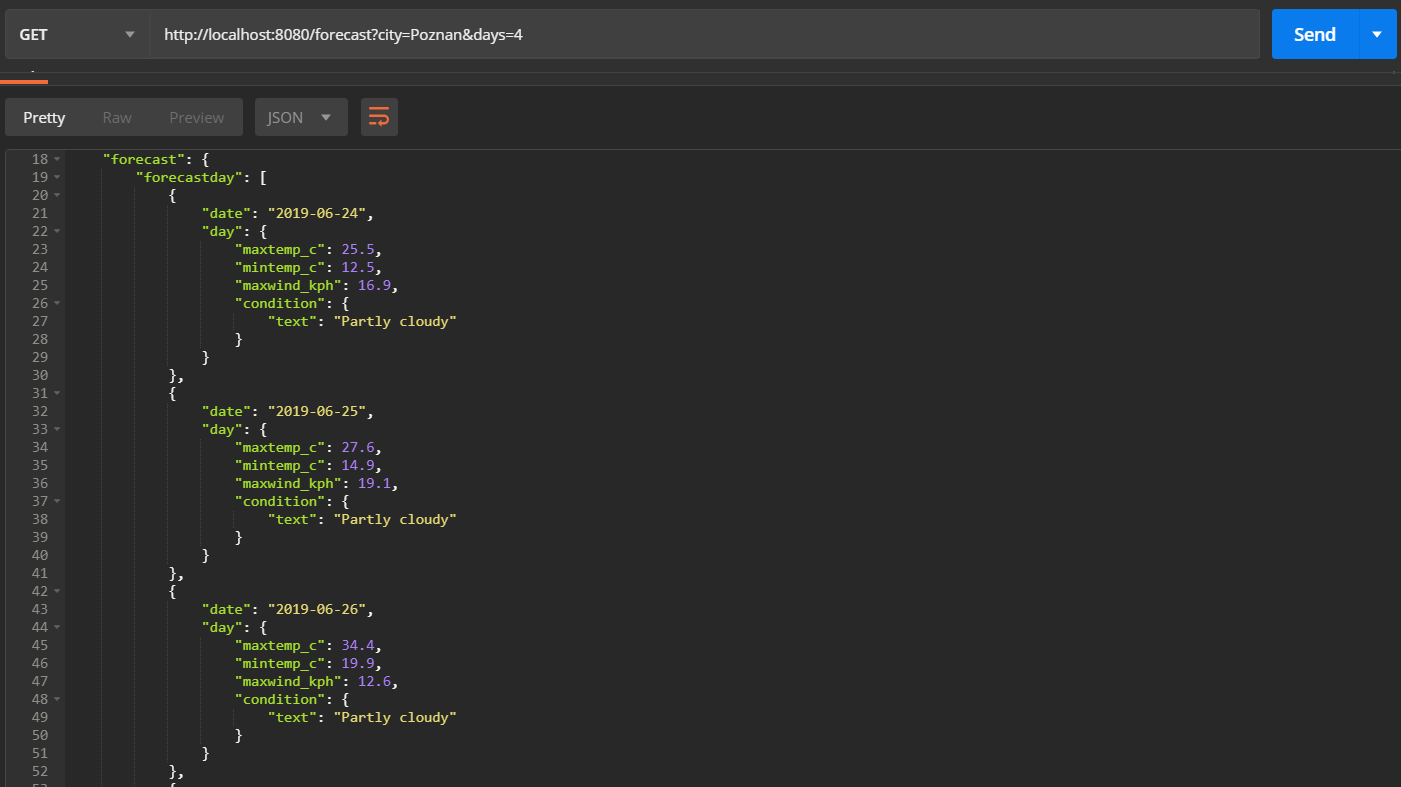 GET http://localhost:8080/forecast?city=Poznan&days=4 Send
Pretty Raw Preview JSON
18 "forecast": {
19 "forecastday": [
20 {
21 "date": "2019-06-24",
22 "day": {
23 "maxtemp_c": 25.5,
24 "mintemp_c": 12.5,
25 "maxwind_kph": 16.9,
26 "condition": {
27 "text": "Partly cloudy"
28 }
29 }
30 },
31 {
32 "date": "2019-06-25",
33 "day": {
34 "maxtemp_c": 27.6,
35 "mintemp_c": 14.9,
36 "maxwind_kph": 19.1,
37 "condition": {
38 "text": "Partly cloudy"
39 }
40 }
41 },
42 {
43 "date": "2019-06-26",
44 "day": {
45 "maxtemp_c": 34.4,
46 "mintemp_c": 19.9,
47 "maxwind_kph": 12.6,
48 "condition": {
49 "text": "Partly cloudy"
50 }
51 }
52 },